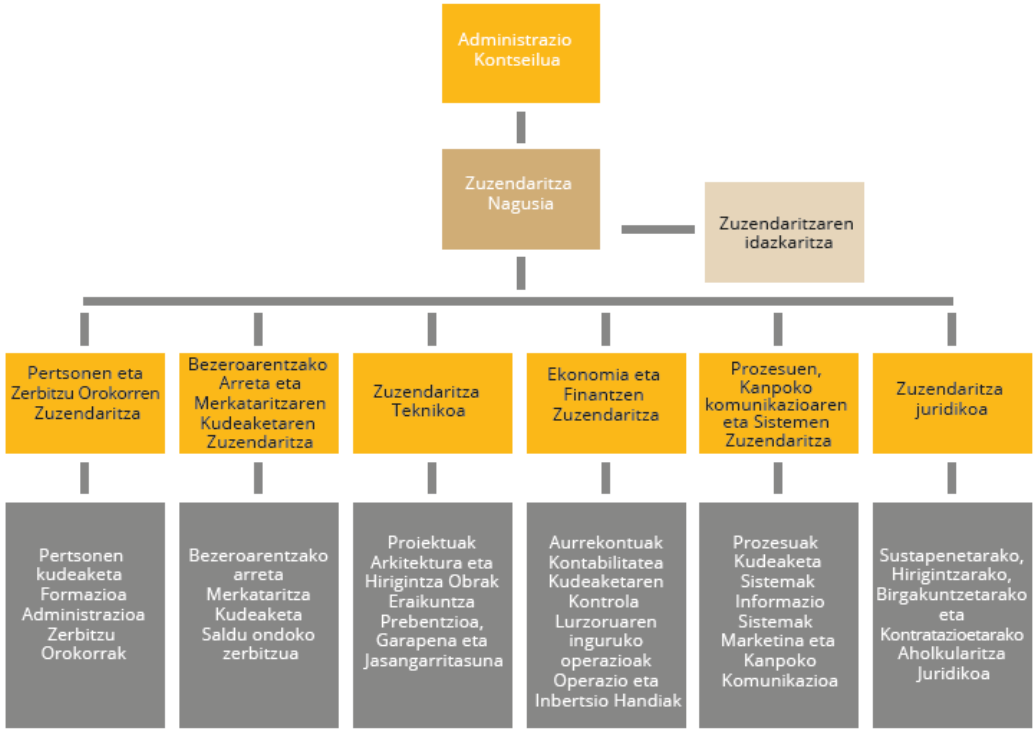 Administrazio
Kontseilua
Zuzendaritza
Nagusia
Zuzendaritzaren
idazkaritza
Pertsonen eta
Zerbitzu Orokorren
Zuzendaritza
Bezeroarentzako
Arreta eta
Merkataritzaren
Kudeaketaren
Zuzendaritza
Zuzendaritza
Teknikoa
Ekonomia eta
Finantzen
Zuzendaritza
Prozesuen,
Kanpoko
komunikazioaren
eta Sistemen
Zuzendaritza
Zuzendaritza
juridikoa
Pertsonen
kudeaketa
Formazioa
Administrazioa
Zerbitzu
Orokorrak
Bezeroarentzako
arreta
Merkataritza
Kudeaketa
Saldu ondoko
zerbitzua
Proiektuak
Arkitektura eta
Hirigintza Obrak
Eraikuntza
Prebentzioa,
Garapena eta
Jasangarritasuna
Aurrekontuak
Kontabilitatea
Kudeaketaren
Kontrola
Lurzoruaren
inguruko
operazioak
Operazio eta
Inbertsio Handiak
Prozesuak
Kudeaketa
Sistemak
Informazio
Sistemak
Marketina eta
Kanpoko
Komunikazioa
Sustapenetarako,
Hirigintzarako,
Birgakuntzetarako
eta
Kontratazioetarako
Aholkularitza
Juridikoa